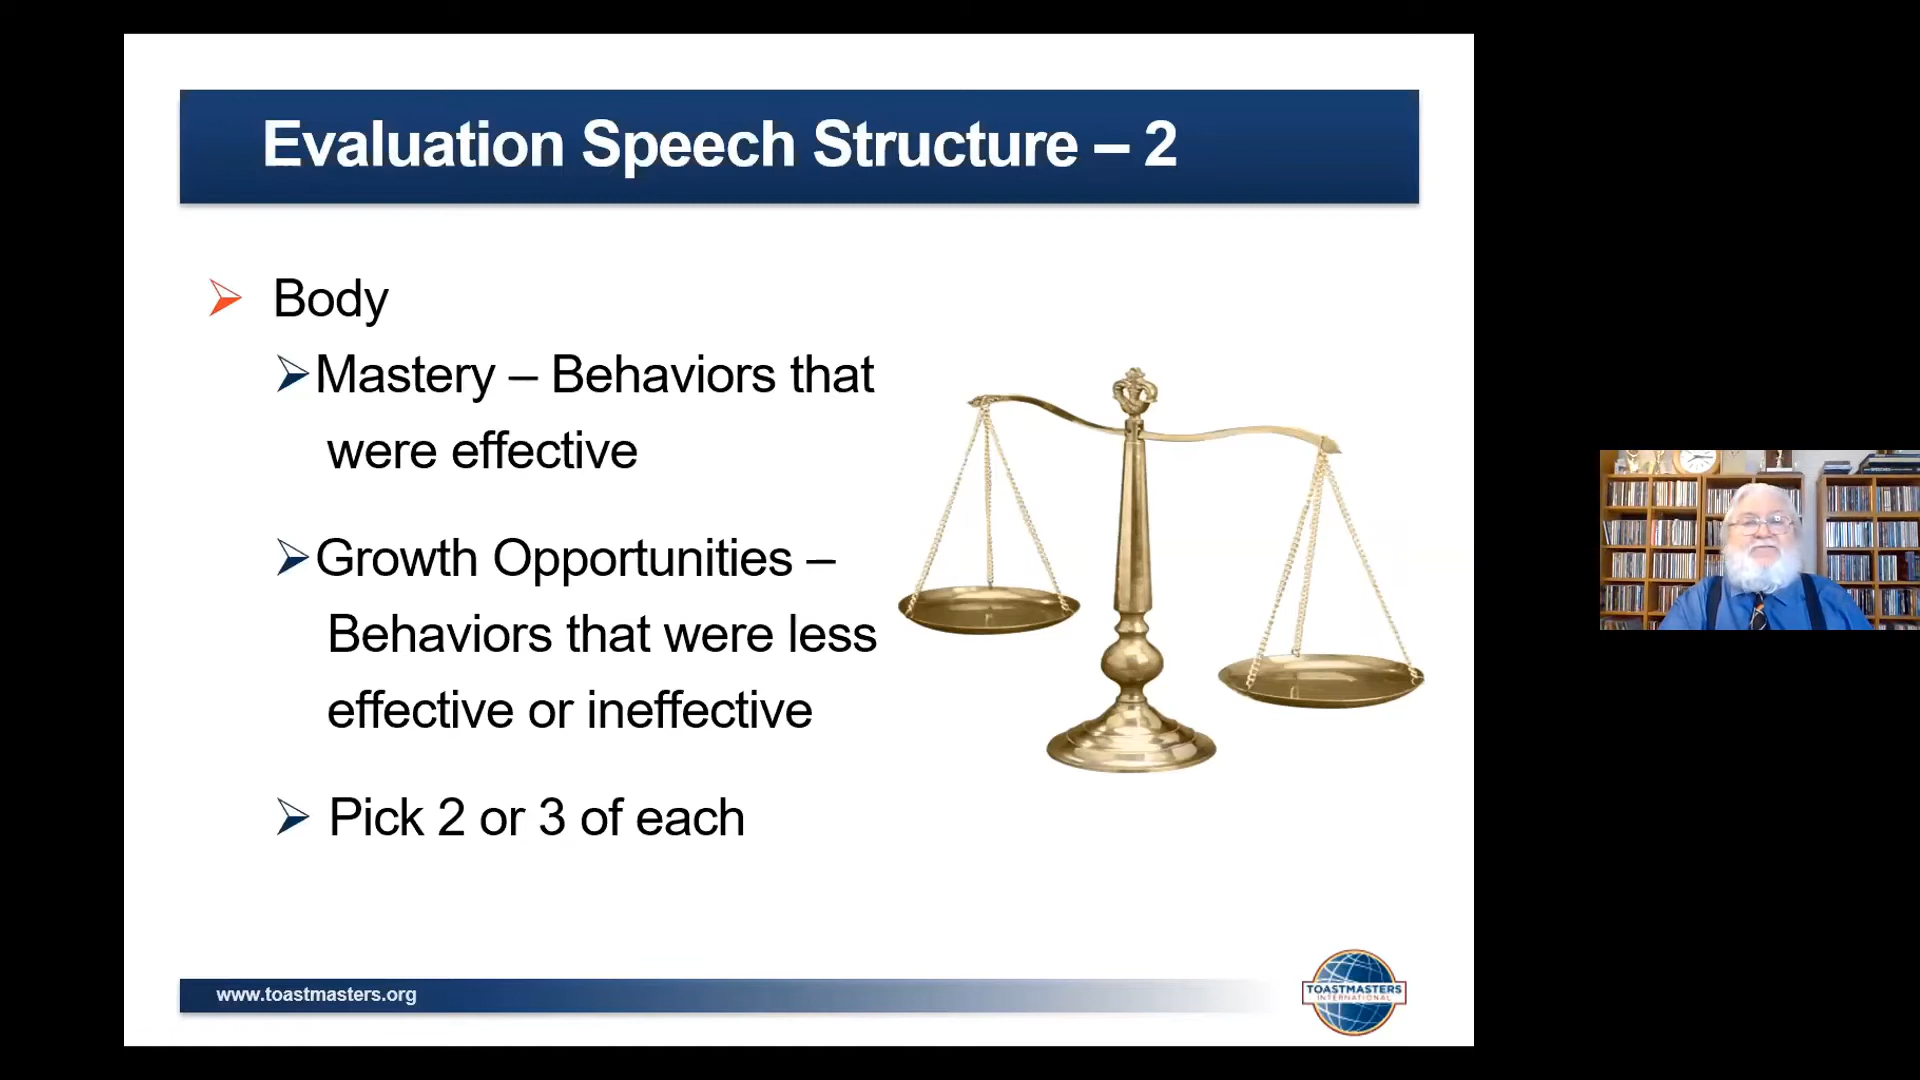 Evaluation Speech Structure – 2
Body
Mastery – Behaviors that
were effective
Growth Opportunities –
Behaviors that were less
effective or ineffective
Pick 2 or 3 of each
www.toastmasters.org
TOASTMASTERS
INTERNATIONAL